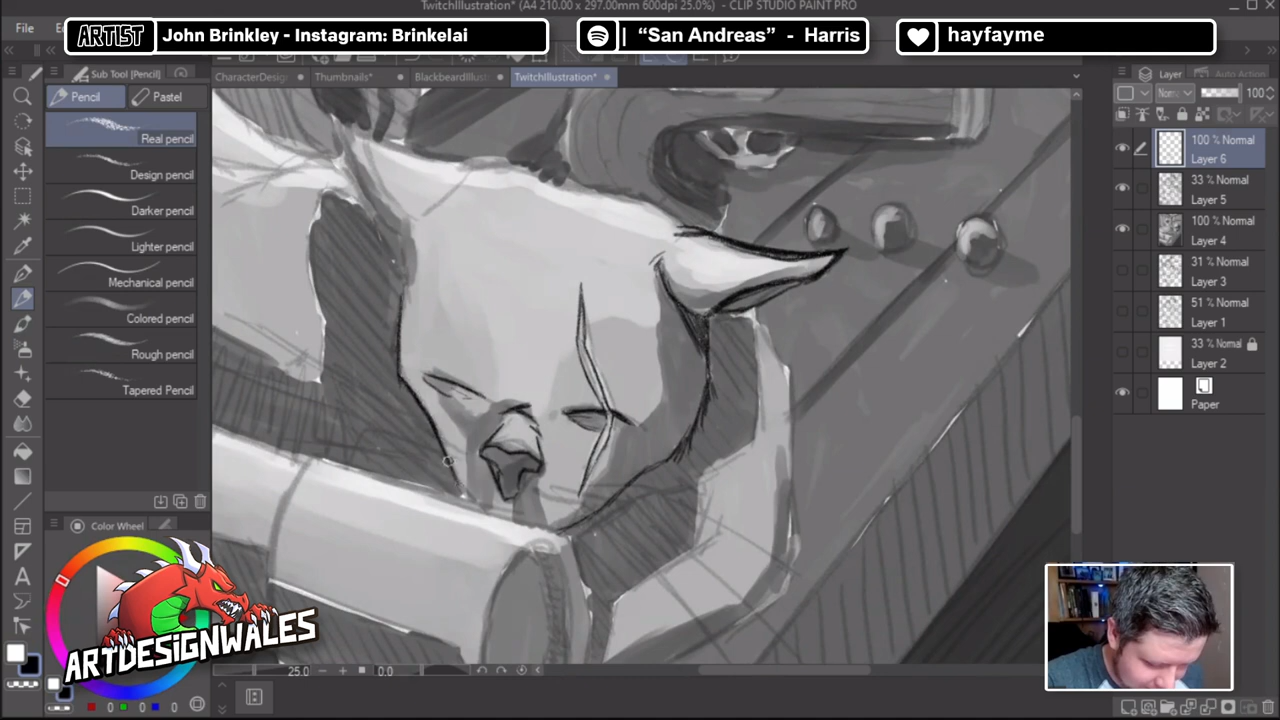 TwitchIllustration* (A4 210.00 x 297.00mm 600dpi 25.0%) - CLIP STUDIO PAINT PRO
File
ARTIST
John Brinkley - Instagram: Brinkelai
| "San Andreas" - Harris
hayfayme
Sub Tool [Pencil]
CharacterDesig
Thumbnails*
BlackbeardIllust
TwitchIllustration*
Layer
Auto Action
Pencil
Pastel
100
Real pencil
Design pencil
Darker pencil
Lighter pencil
Mechanical pencil
Colored pencil
Rough pencil
Tapered Pencil
100 % Normal
Layer 6
33 % Normal
Layer 5
100 % Normal
Layer 4
31 % Normal
Layer 3
51 % Normal
Layer 1
33 % Normal
Layer 2
Paper
Color Wheel
ARTDESIGNWALES
25.0
0.0
0 0 0